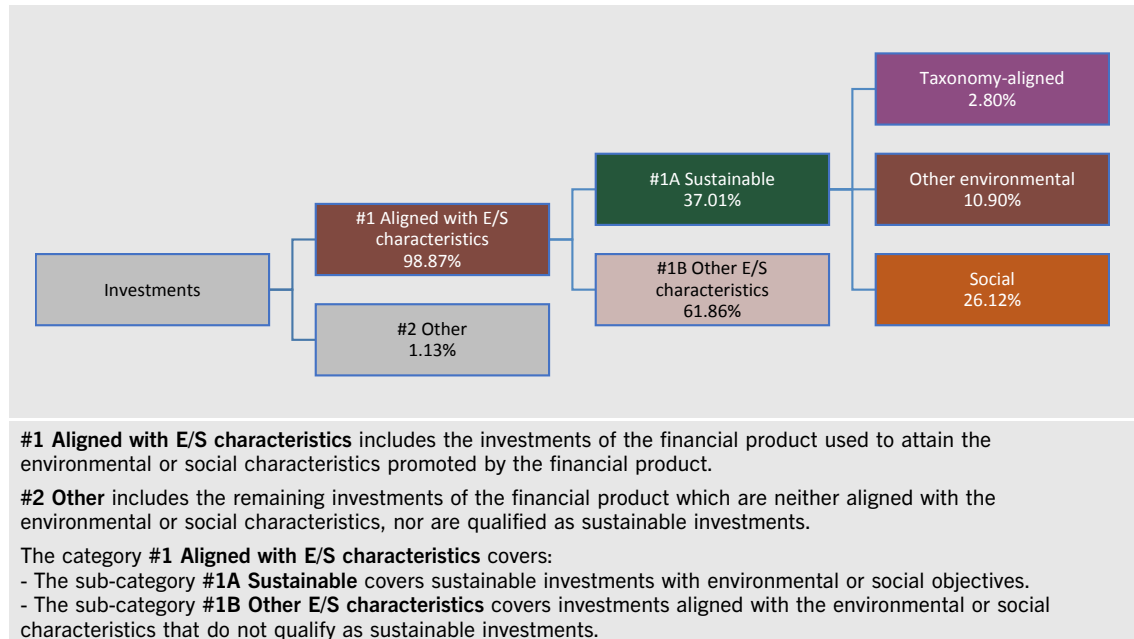 Investments
#1 Aligned with E/S
characteristics
98.87%
#2 Other
1.13%
#1A Sustainable
37.01%
#1B Other E/S
characteristics
61.86%
Taxonomy-aligned
2.80%
Other environmental
10.90%
Social
26.12%
#1 Aligned with E/S characteristics includes the investments of the financial product used to attain the
environmental or social characteristics promoted by the financial product.
#2 Other includes the remaining investments of the financial product which are neither aligned with the
environmental or social characteristics, nor are qualified as sustainable investments.
The category #1 Aligned with E/S characteristics covers:
- The sub-category #1A Sustainable covers sustainable investments with environmental or social objectives.
- The sub-category #1B Other E/S characteristics covers investments aligned with the environmental or social
characteristics that do not qualify as sustainable investments.